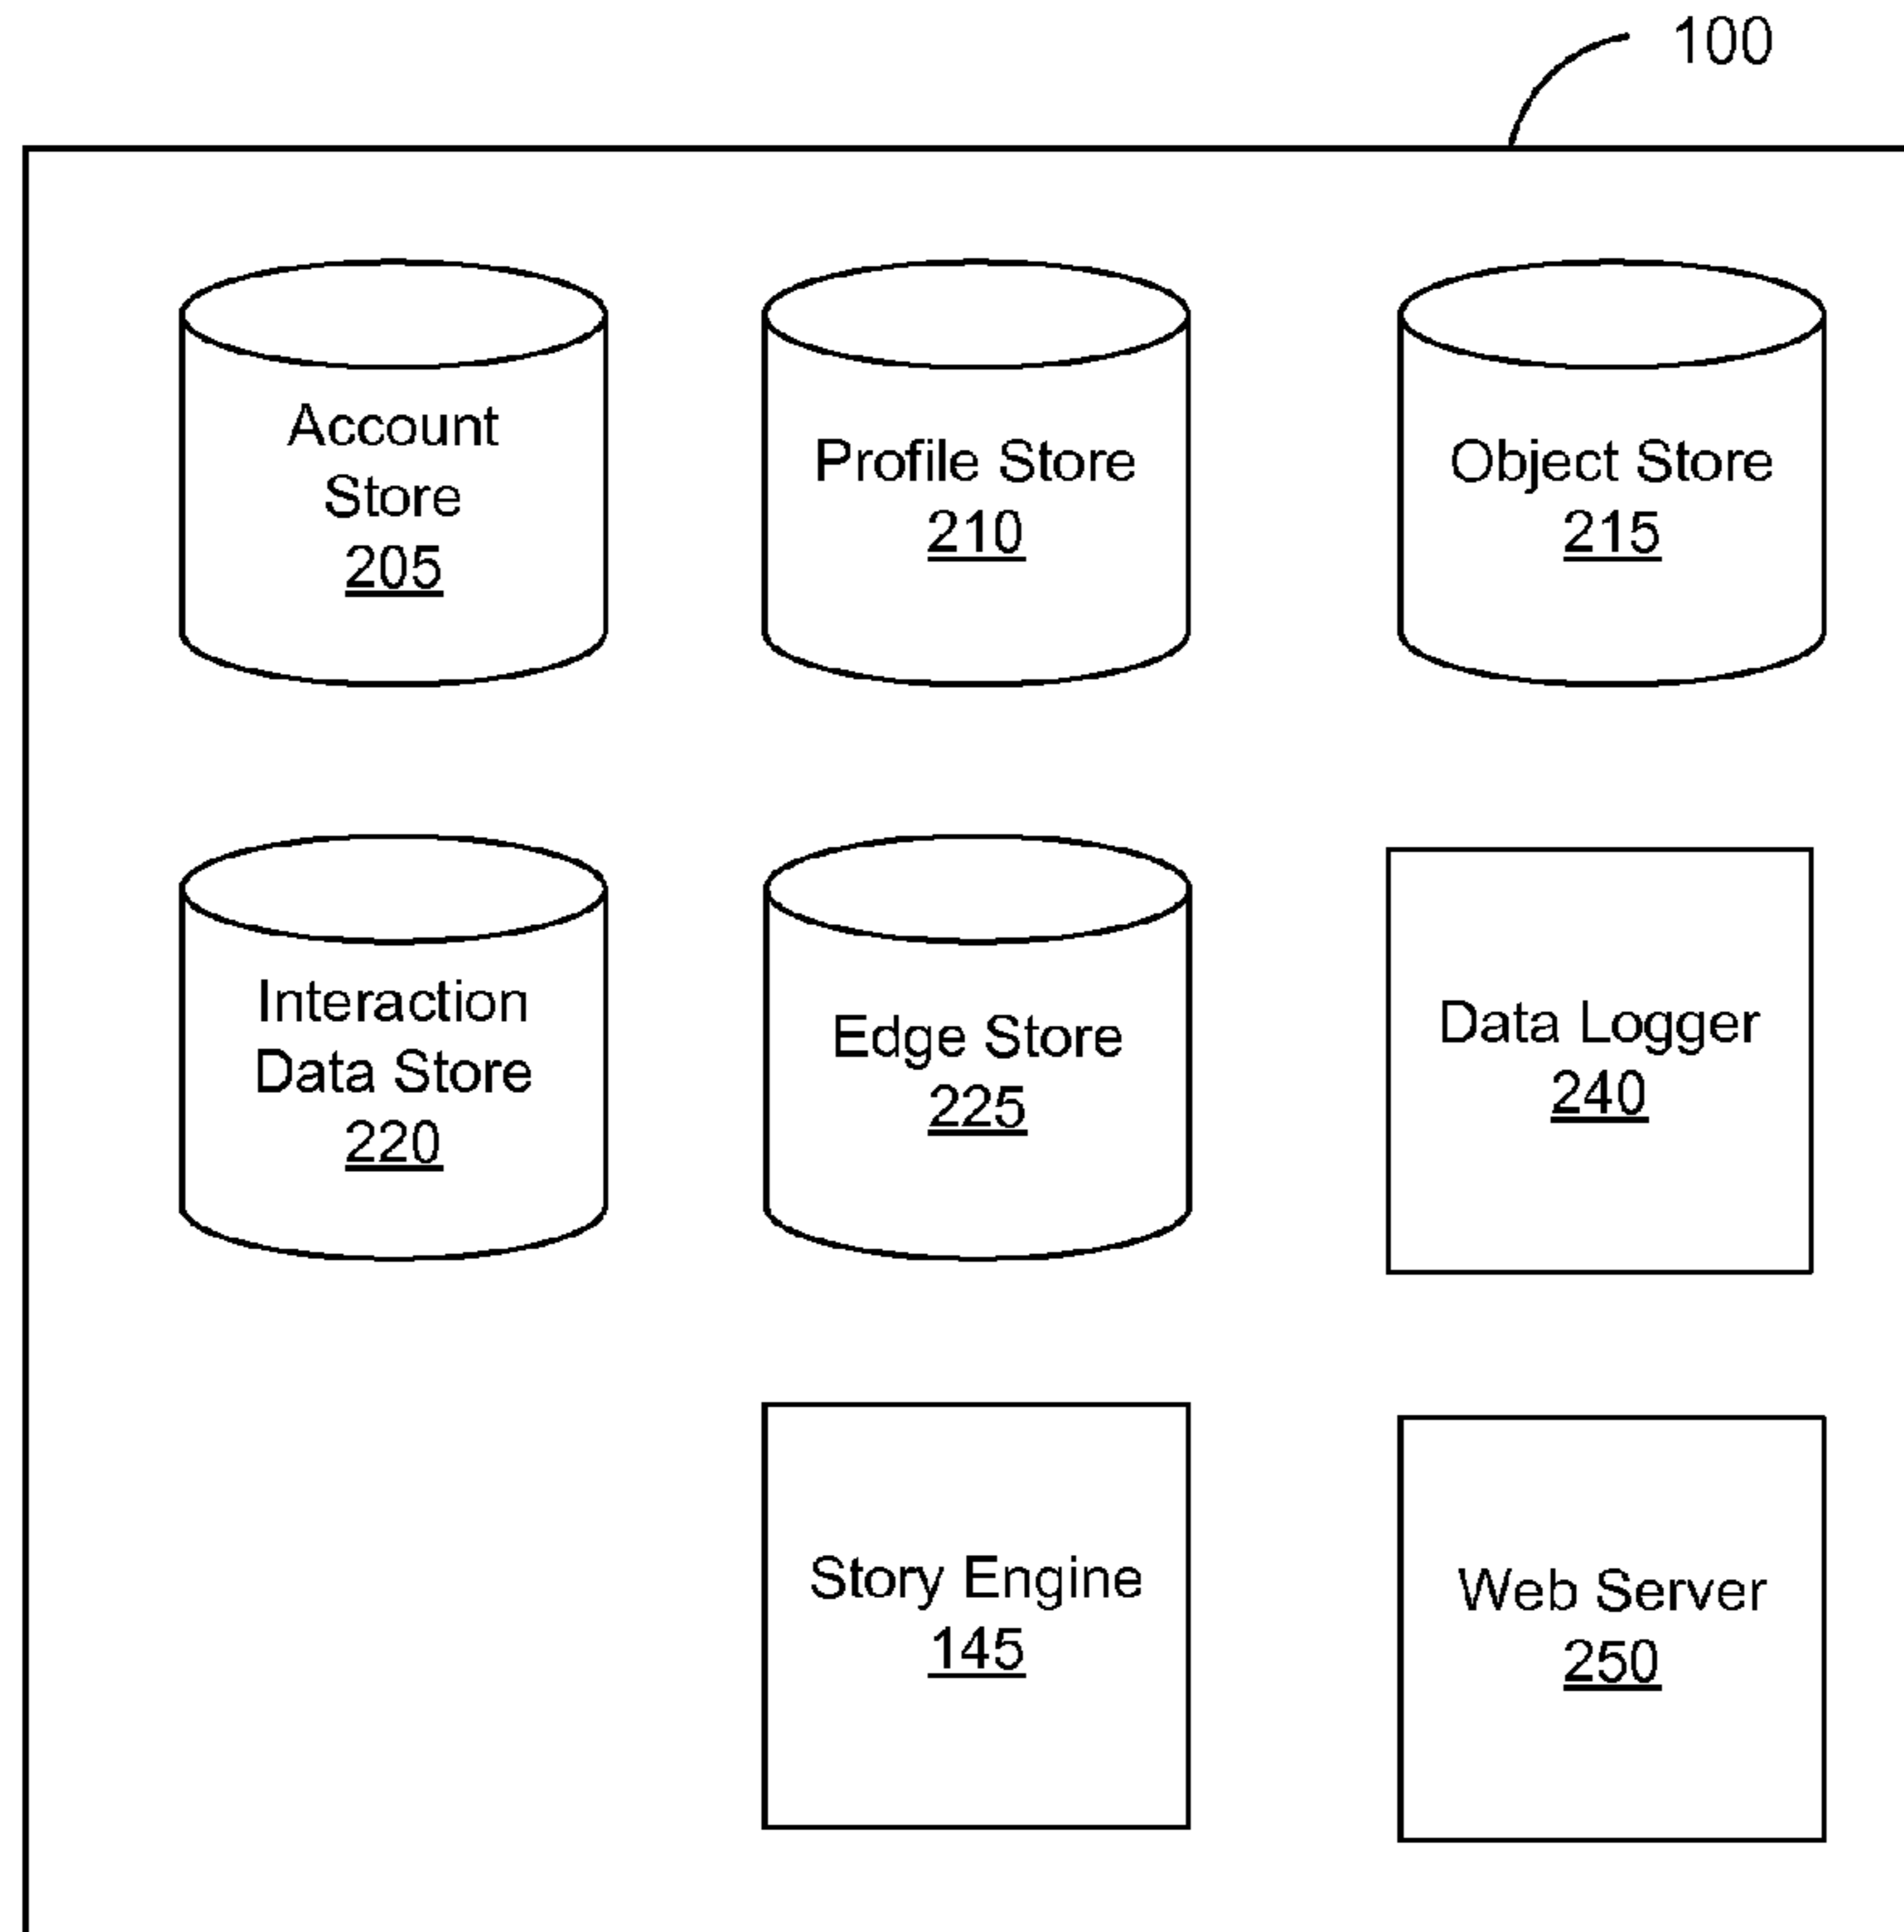 100
Account
Store
205
Profile Store
210
Object Store
215
Interaction
Data Store
220
Edge Store
225
Data Logger
240
Story Engine
145
Web Server
250